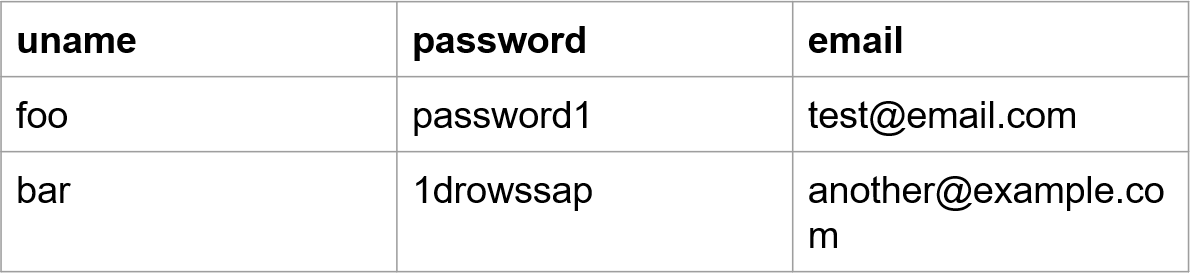 uname password email
foo password1 test@email.com
bar 1drowssap another@example.co
m